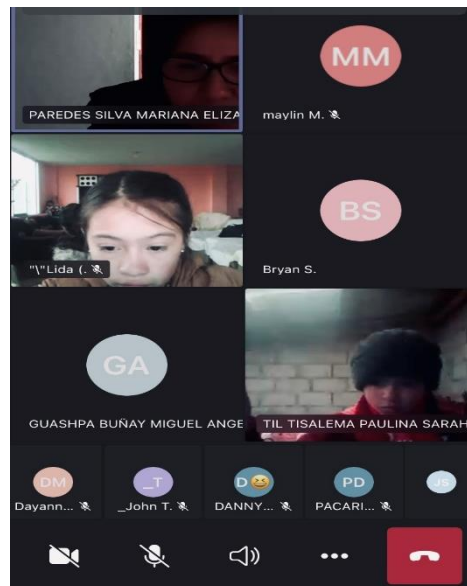 MM
PAREDES SILVA MARIANA ELIZA
maylin M.
BS
"\"Lida (.
Bryan S.
GA
GUASHPA BUÑAY MIGUEL ANGE
TIL TISALEMA PAULINA SARAH
DM
_T
D
PD
JS
Dayann...
_John T.
DANNY...
PACARI...